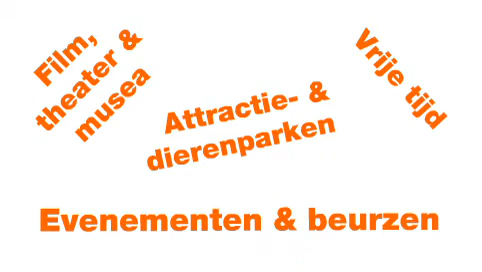 Film,
theater &
musea
Vrije tijd
Attractie- &
dierenparken
Evenementen & beurzen